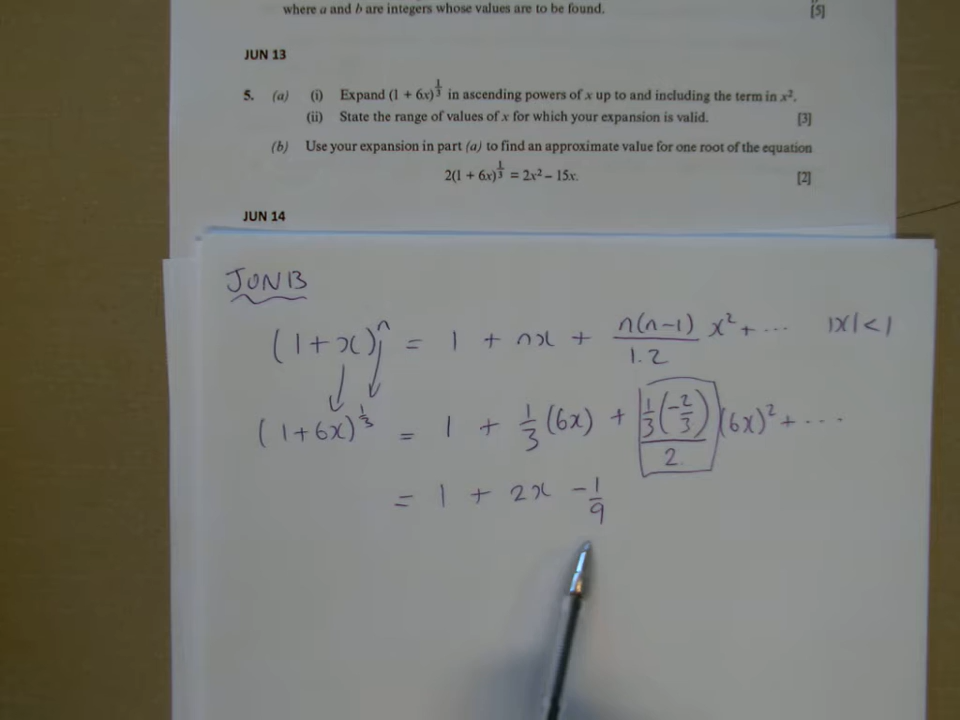 where a and b are integers whose values are to be found. [5]
JUN 13
5. (a) (i) Expand (1 + 6x)^{1/3} in ascending powers of x up to and including the term in x².
(ii) State the range of values of x for which your expansion is valid. [3]
(b) Use your expansion in part (a) to find an approximate value for one root of the equation
2(1 + 6x)^{1/3} = 2x² − 15x. [2]
JUN 14
JUN 13
(1+x)^n = 1 + nx + n(n-1)/1.2 x² + ... |x| < 1
(1+6x)^{1/3} = 1 + 1/3 (6x) + 1/3(-2/3)/2 (6x)² + ...
= 1 + 2x - 1/9